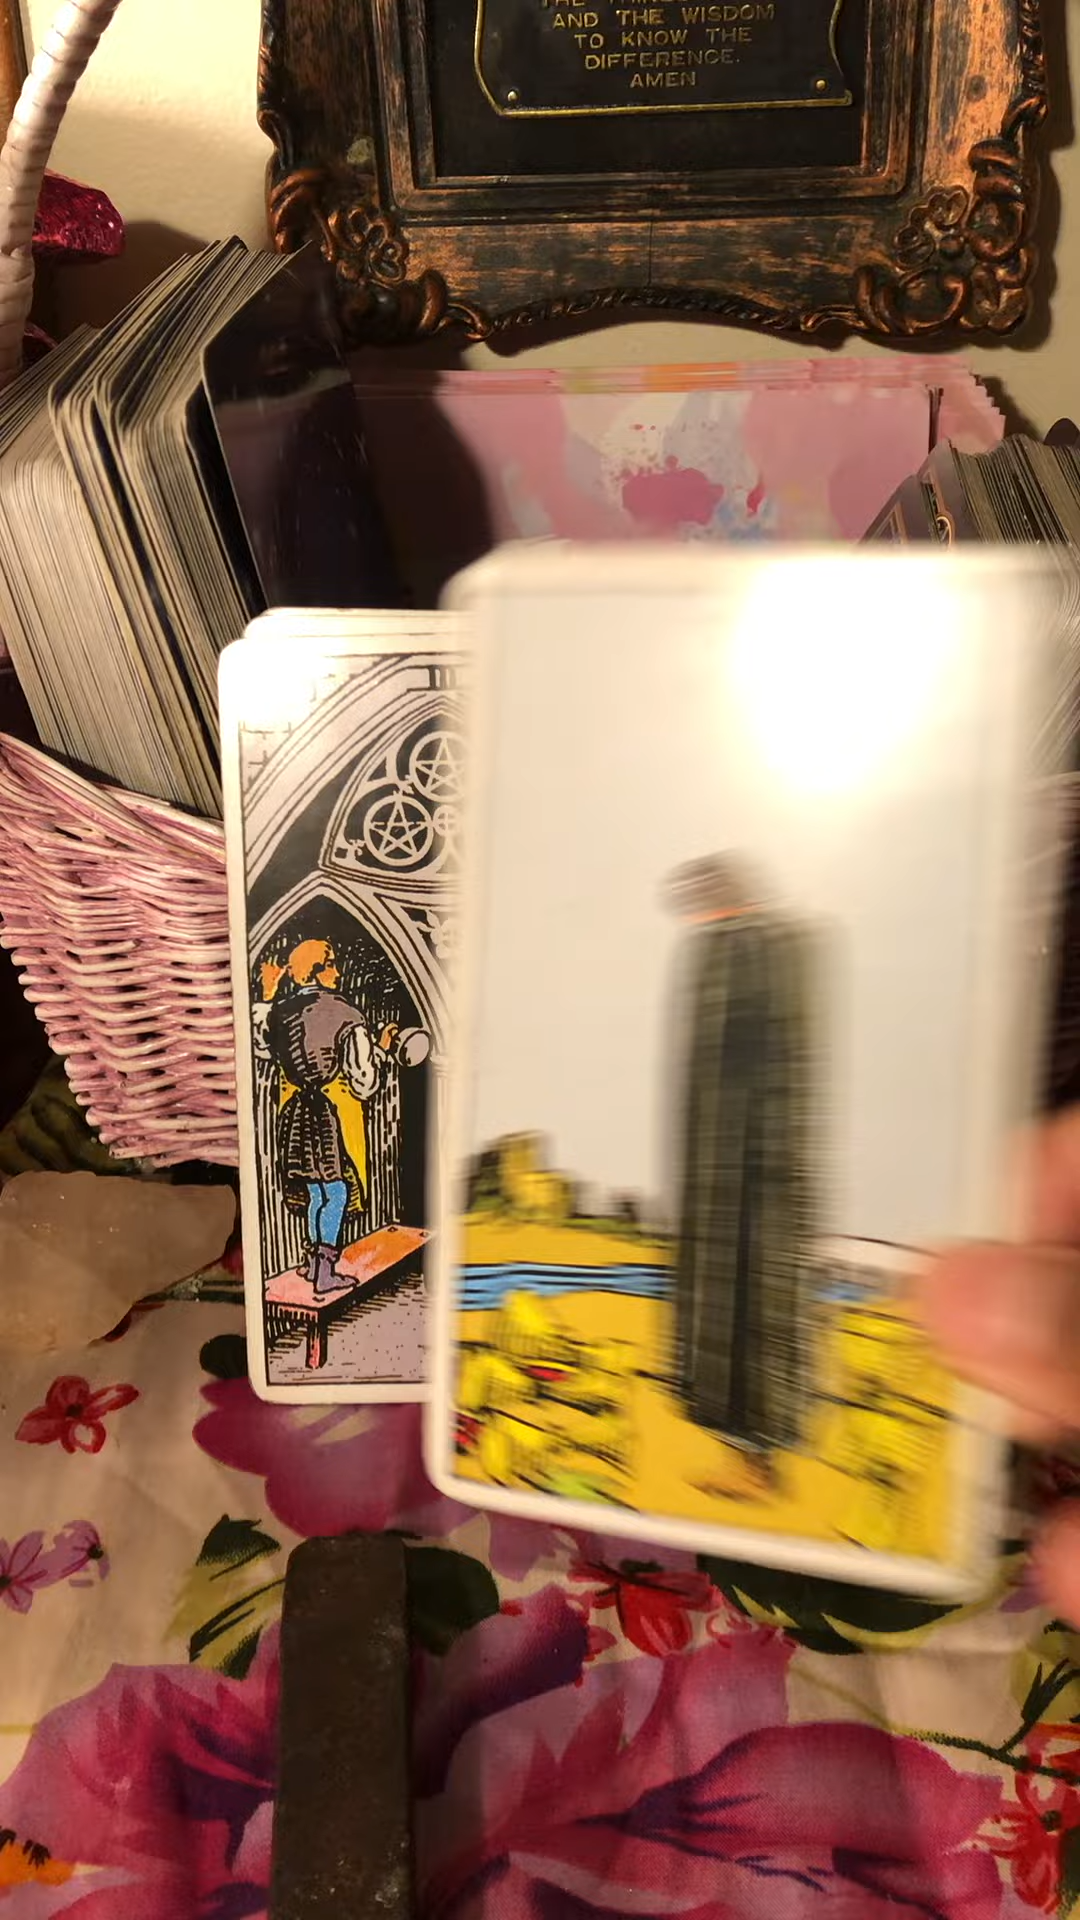 AND THE WISDOM
TO KNOW THE
DIFFERENCE.
AMEN